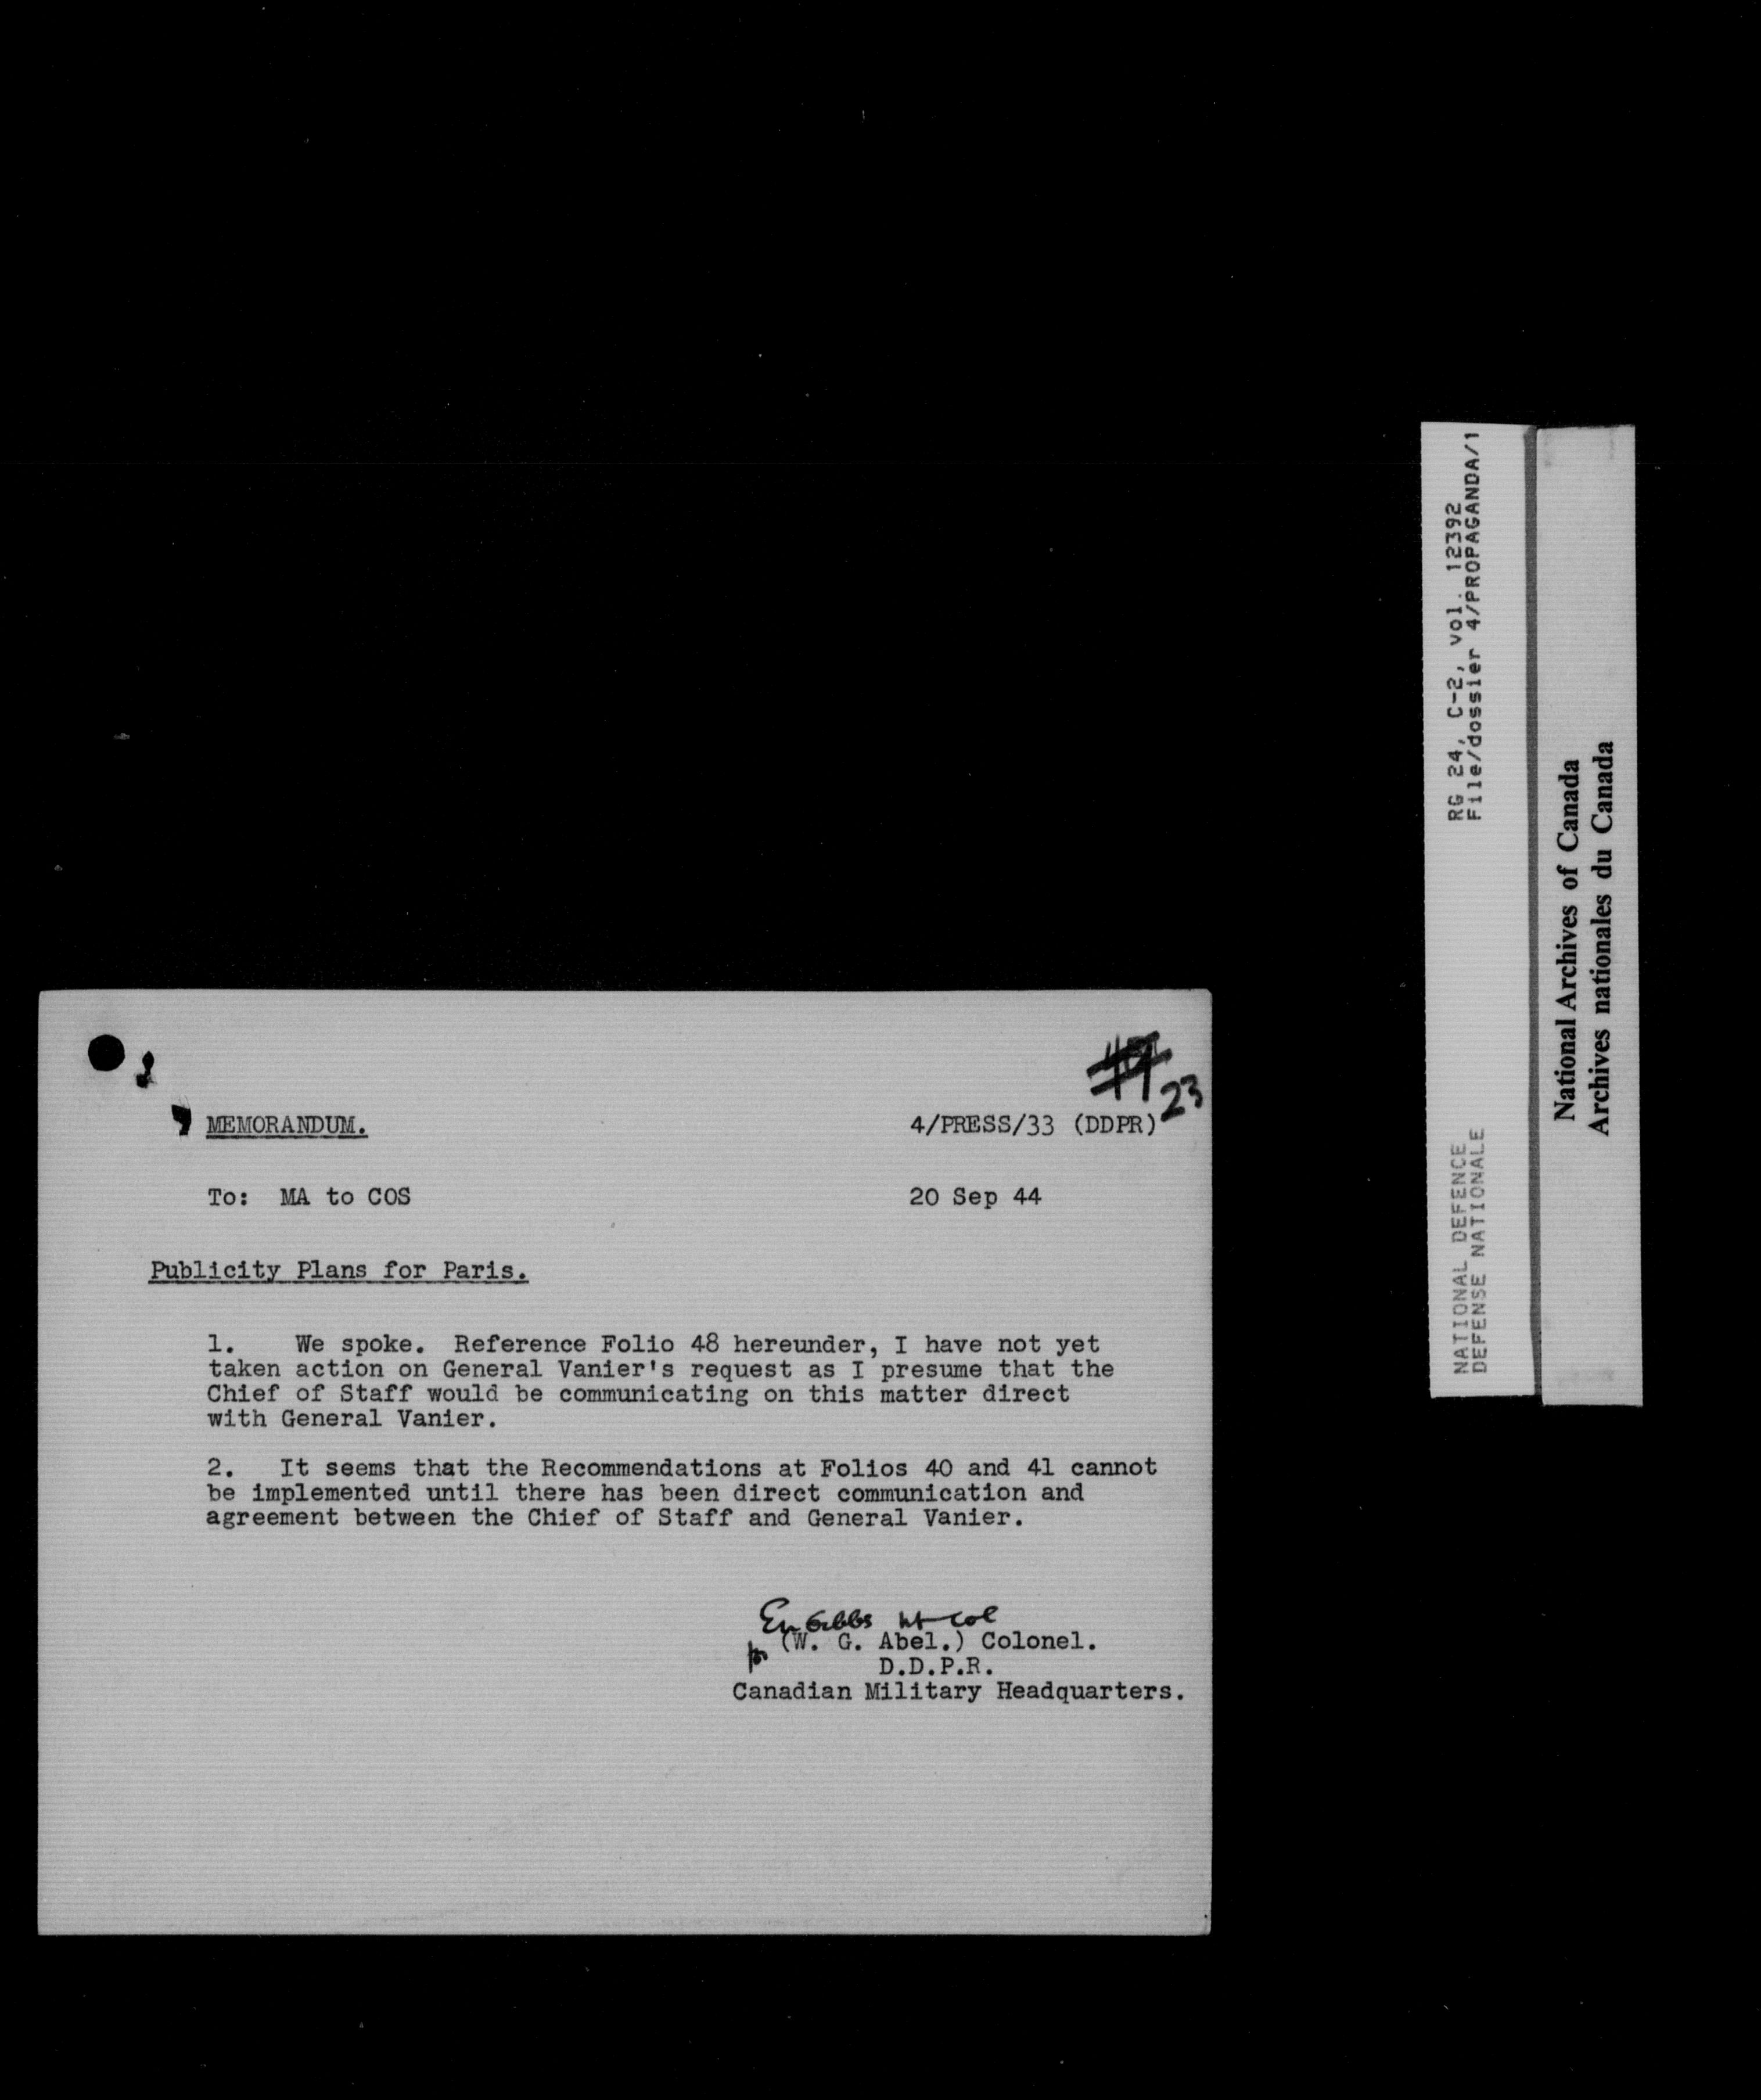 23
MEMORANDUM.
4/PRESS/33 (DDPR)
To: MA to COS
20 Sep 44
Publicity Plans for Paris.
1. We spoke. Reference Folio 48 hereunder, I have not yet
taken action on General Vanier's request as I presume that the
Chief of Staff would be communicating on this matter direct
with General Vanier.
2. It seems that the Recommendations at Folios 40 and 41 cannot
be implemented until there has been direct communication and
agreement between the Chief of Staff and General Vanier.
Gibbs Lt Col
for (W. G. Abel.) Colonel.
D.D.P.R.
Canadian Military Headquarters.
NATIONAL DEFENCE
DEFENSE NATIONALE
RG 24, C-2, vol. 12392
File/dossier 4/PROPAGANDA/1
National Archives of Canada
Archives nationales du Canada